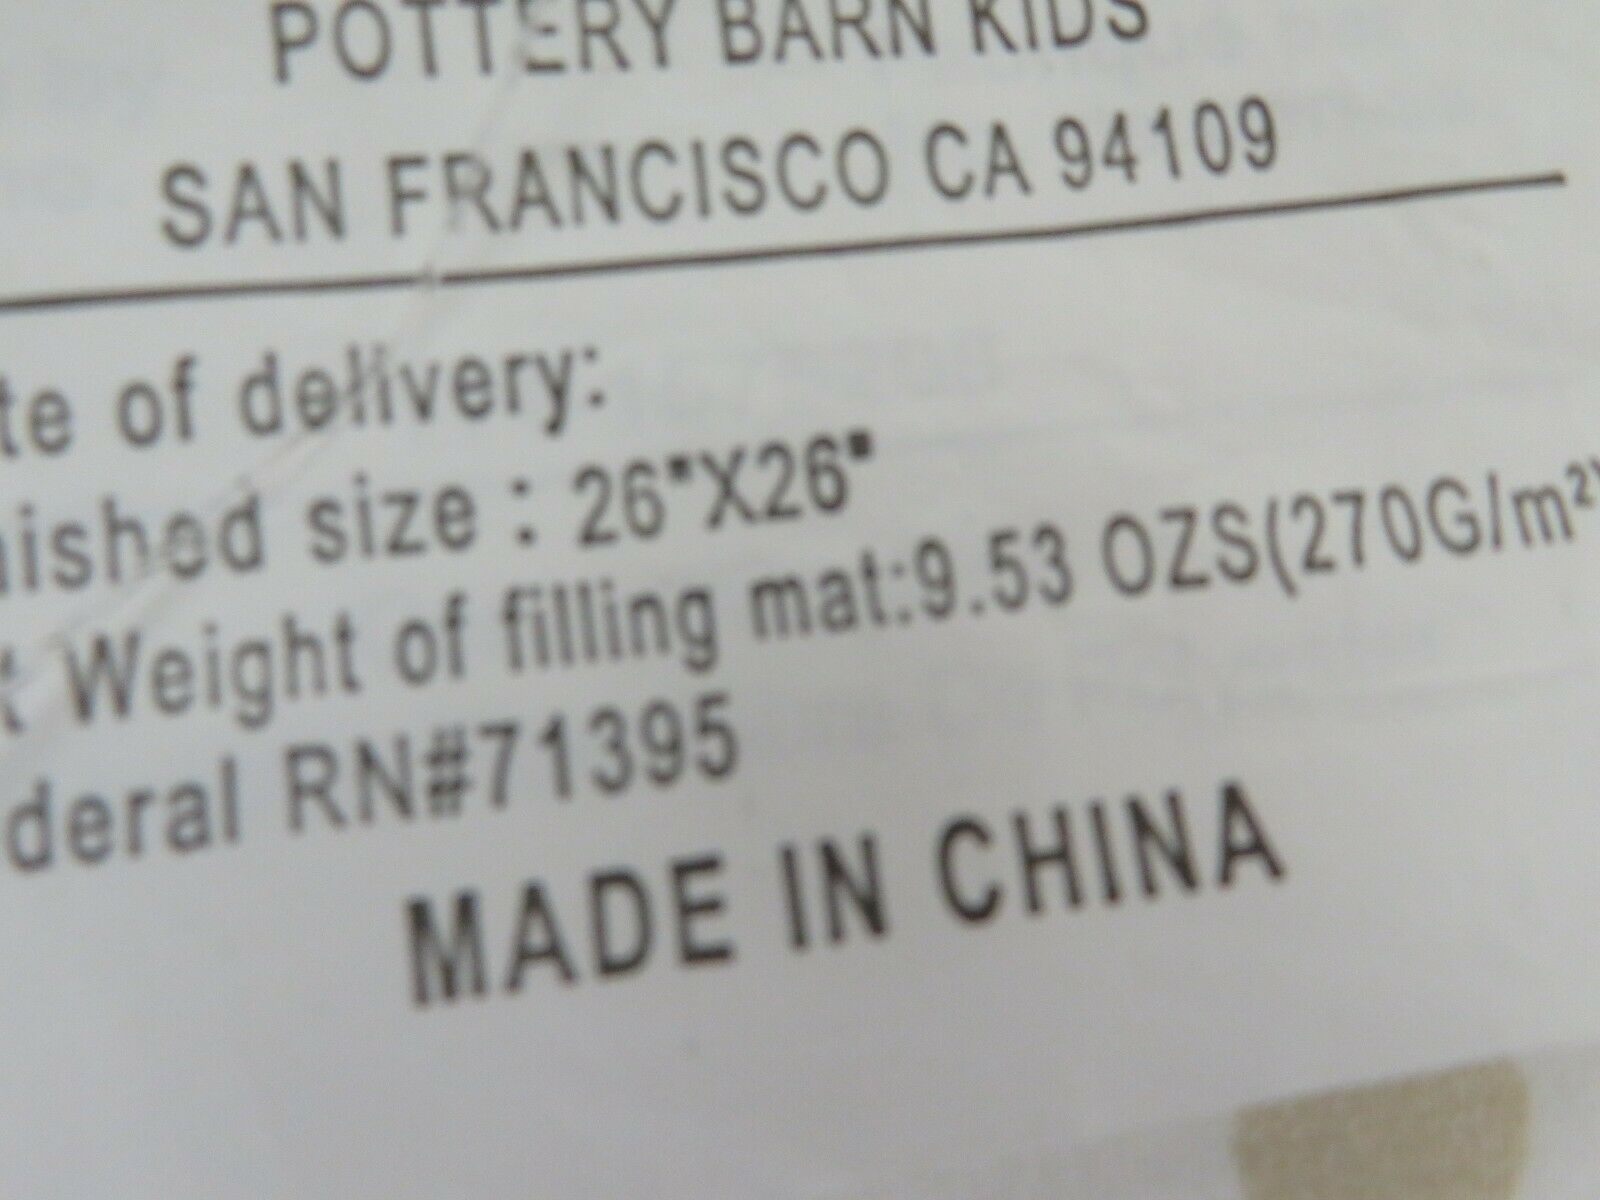 POTTERY BARN KIDS
SAN FRANCISCO CA 94109
te of delivery:
nished size : 26"X26"
t Weight of filling mat:9.53 OZS(270G/m²)
deral RN#71395
MADE IN CHINA